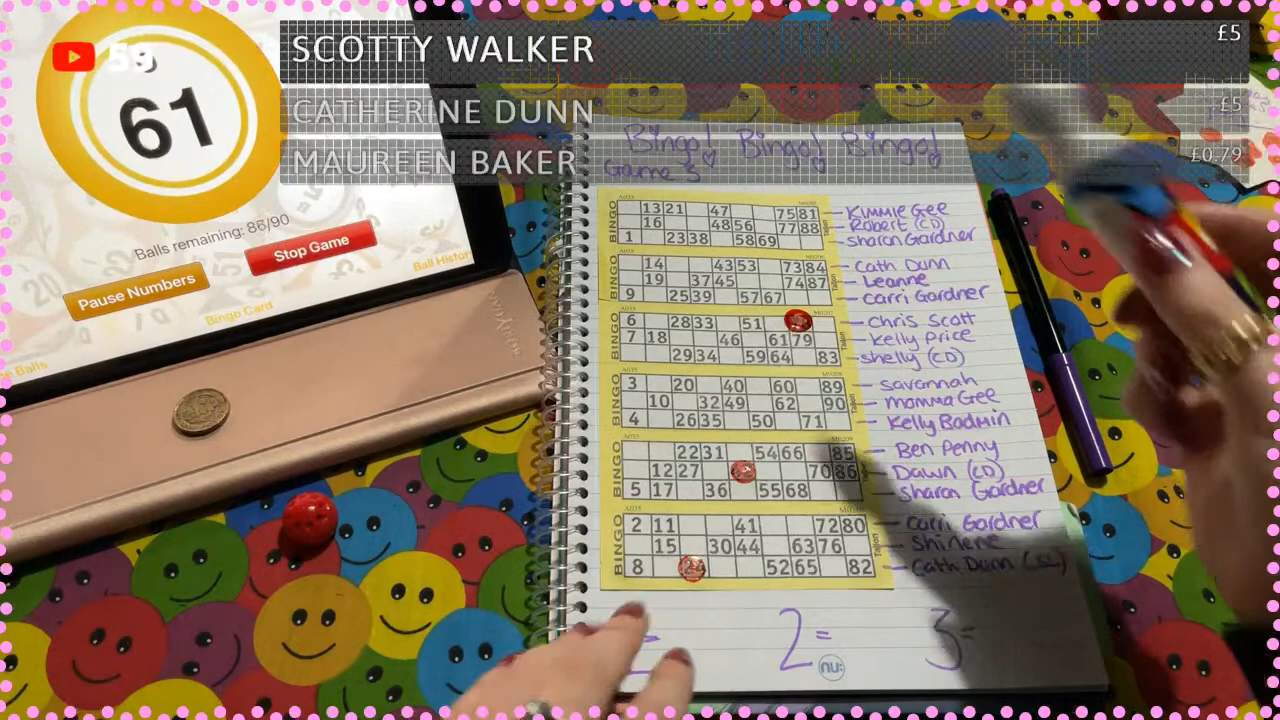 SCOTTY WALKER £5
CATHERINE DUNN £5
MAUREEN BAKER £0.79
59
61
Balls remaining: /90
Pause Numbers
Stop Game
Ball History
Bingo Card
Balls
Bingo! Bingo! Bingo!
Game 3
BINGO
13 21 47 75 81
16 48 56 77 88
1 23 38 58 69
Kimmie Gee
Robert (CD)
Sharon Gardner
BINGO
14 43 53 73 84
19 37 45 74 87
9 25 39 57 67
Cath Dunn
Leanne
Carri Gardner
BINGO
6 28 33 51
7 18 46 61 79
29 34 59 64 83
Chris Scott
Kelly Price
Shelly (CD)
BINGO
3 20 40 60 89
10 32 49 62 90
4 26 35 50 71
Savannah
Momma Gee
Kelly Badmin
BINGO
22 31 54 66 85
12 27 70 86
5 17 36 55 68
Ben Penny
Dawn (CD)
Sharon Gardner
BINGO
2 11 41 72 80
15 30 44 63 76
8 52 65 82
Carri Gardner
Shirlene
Cath Dunn
2= 3=
nu: